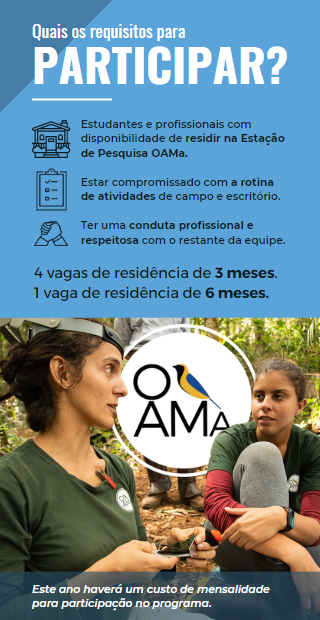 Quais os requisitos para
PARTICIPAR?
Estudantes e profissionais com
disponibilidade de residir na Estação
de Pesquisa OAMa.
Estar compromissado com a rotina
de atividades de campo e escritório.
Ter uma conduta profissional e
respeitosa com o restante da equipe.
4 vagas de residência de 3 meses.
1 vaga de residência de 6 meses.
O
AMa
Este ano haverá um custo de mensalidade
para participação no programa.